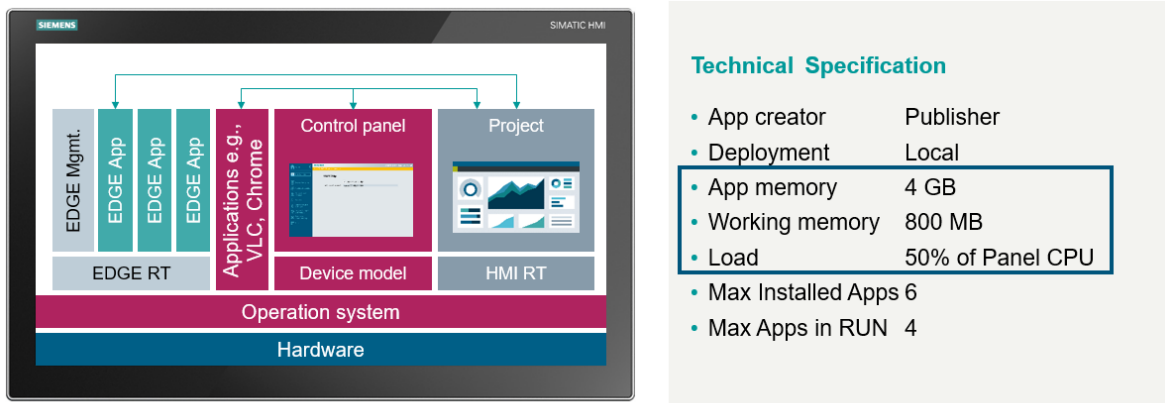 SIEMENS
SIMATIC HMI
EDGE Mgmt.
EDGE App
EDGE App
EDGE App
Applications e.g.,
VLC, Chrome
Control panel
Project
EDGE RT
Device model
HMI RT
Operation system
Hardware
Technical Specification
• App creator Publisher
• Deployment Local
• App memory 4 GB
• Working memory 800 MB
• Load 50% of Panel CPU
• Max Installed Apps 6
• Max Apps in RUN 4